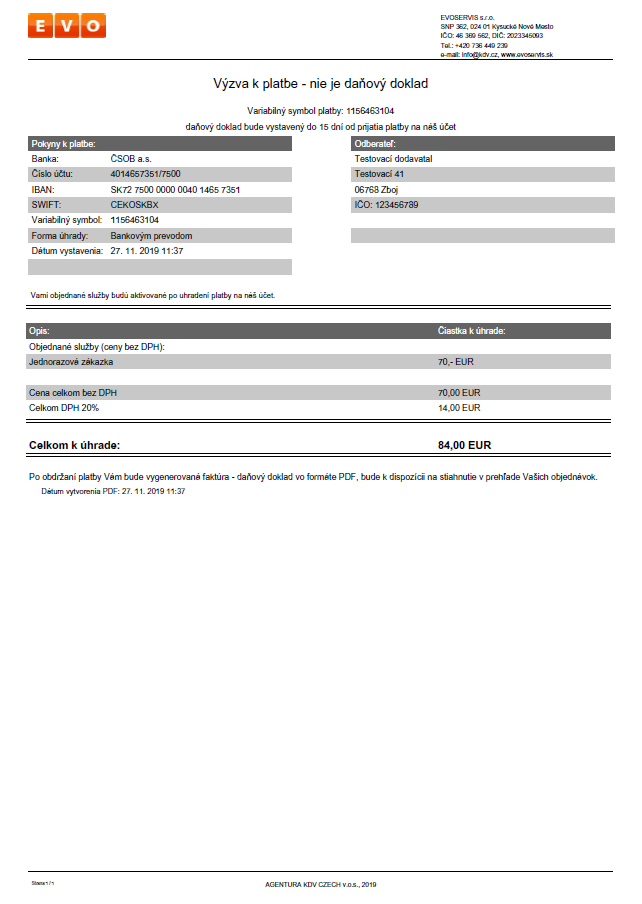 EVO
EVOSERVIS s.r.o.
SNP 362, 024 01 Kysucké Nové Mesto
IČO: 46 369 562, DIČ: 2023345093
Tel.: +420 736 449 239
e-mail: info@kdv.cz, www.evoservis.sk
Výzva k platbe - nie je daňový doklad
Variabilný symbol platby: 1156463104
daňový doklad bude vystavený do 15 dní od prijatia platby na náš účet
Pokyny k platbe:
Banka: ČSOB a.s.
Číslo účtu: 4014657351/7500
IBAN: SK72 7500 0000 0040 1465 7351
SWIFT: CEKOSKBX
Variabilný symbol: 1156463104
Forma úhrady: Bankovým prevodom
Dátum vystavenia: 27. 11. 2019 11:37
Odberateľ:
Testovací dodavatal
Testovací 41
06768 Zboj
IČO: 123456789
Vami objednané služby budú aktivované po uhradení platby na náš účet.
Opis: Čiastka k úhrade:
Objednané služby (ceny bez DPH):
Jednorazová zákazka 70,- EUR
Cena celkom bez DPH 70,00 EUR
Celkom DPH 20% 14,00 EUR
Celkom k úhrade: 84,00 EUR
Po obdržaní platby Vám bude vygenerované faktúra - daňový doklad vo formáte PDF, bude k dispozícii na stiahnutie v prehľade Vašich objednávok.
Dátum vytvorenia PDF: 27. 11. 2019 11:37
AGENTURA KDV CZECH v.o.s., 2019